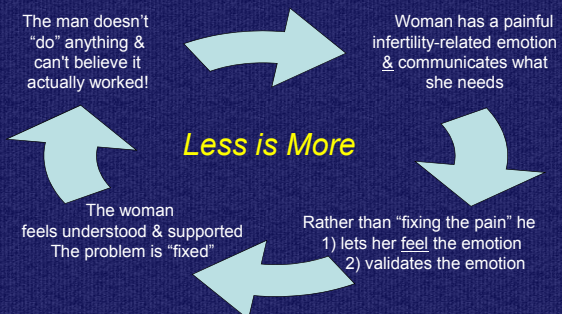 The man doesn't
“do” anything &
can't believe it
actually worked!
Woman has a painful
infertility-related emotion
& communicates what
she needs
Less is More
The woman
feels understood & supported
The problem is “fixed”
Rather than “fixing the pain” he
1) lets her feel the emotion
2) validates the emotion